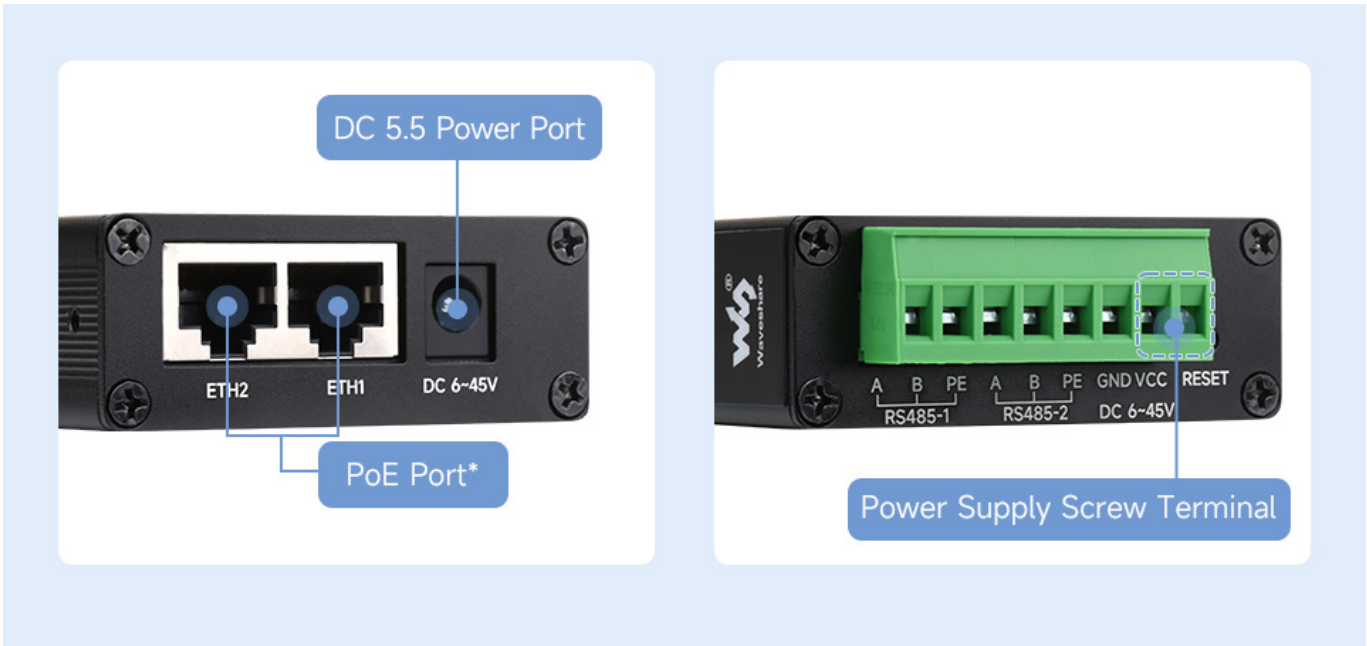 DC 5.5 Power Port
ETH2 ETH1 DC 6~45V
PoE Port*
Waveshare®
A B PE A B PE GND VCC RESET
RS485-1 RS485-2 DC 6~45V
Power Supply Screw Terminal